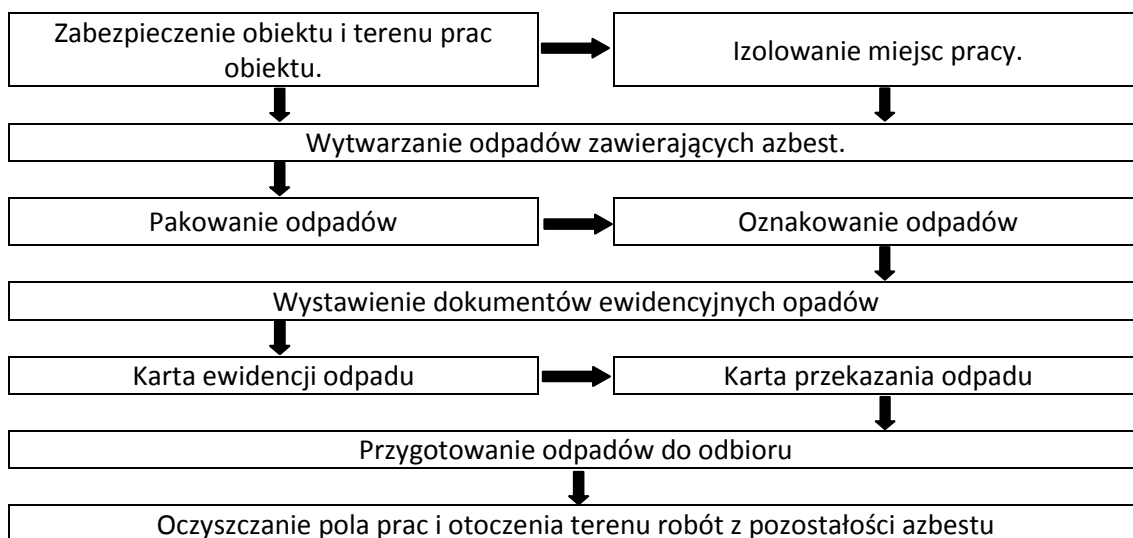 Zabezpieczenie obiektu i terenu prac
obiektu.
Izolowanie miejsc pracy.
Wytwarzanie odpadów zawierających azbest.
Pakowanie odpadów
Oznakowanie odpadów
Wystawienie dokumentów ewidencyjnych opadów
Karta ewidencji odpadu
Karta przekazania odpadu
Przygotowanie odpadów do odbioru
Oczyszczanie pola prac i otoczenia terenu robót z pozostałości azbestu